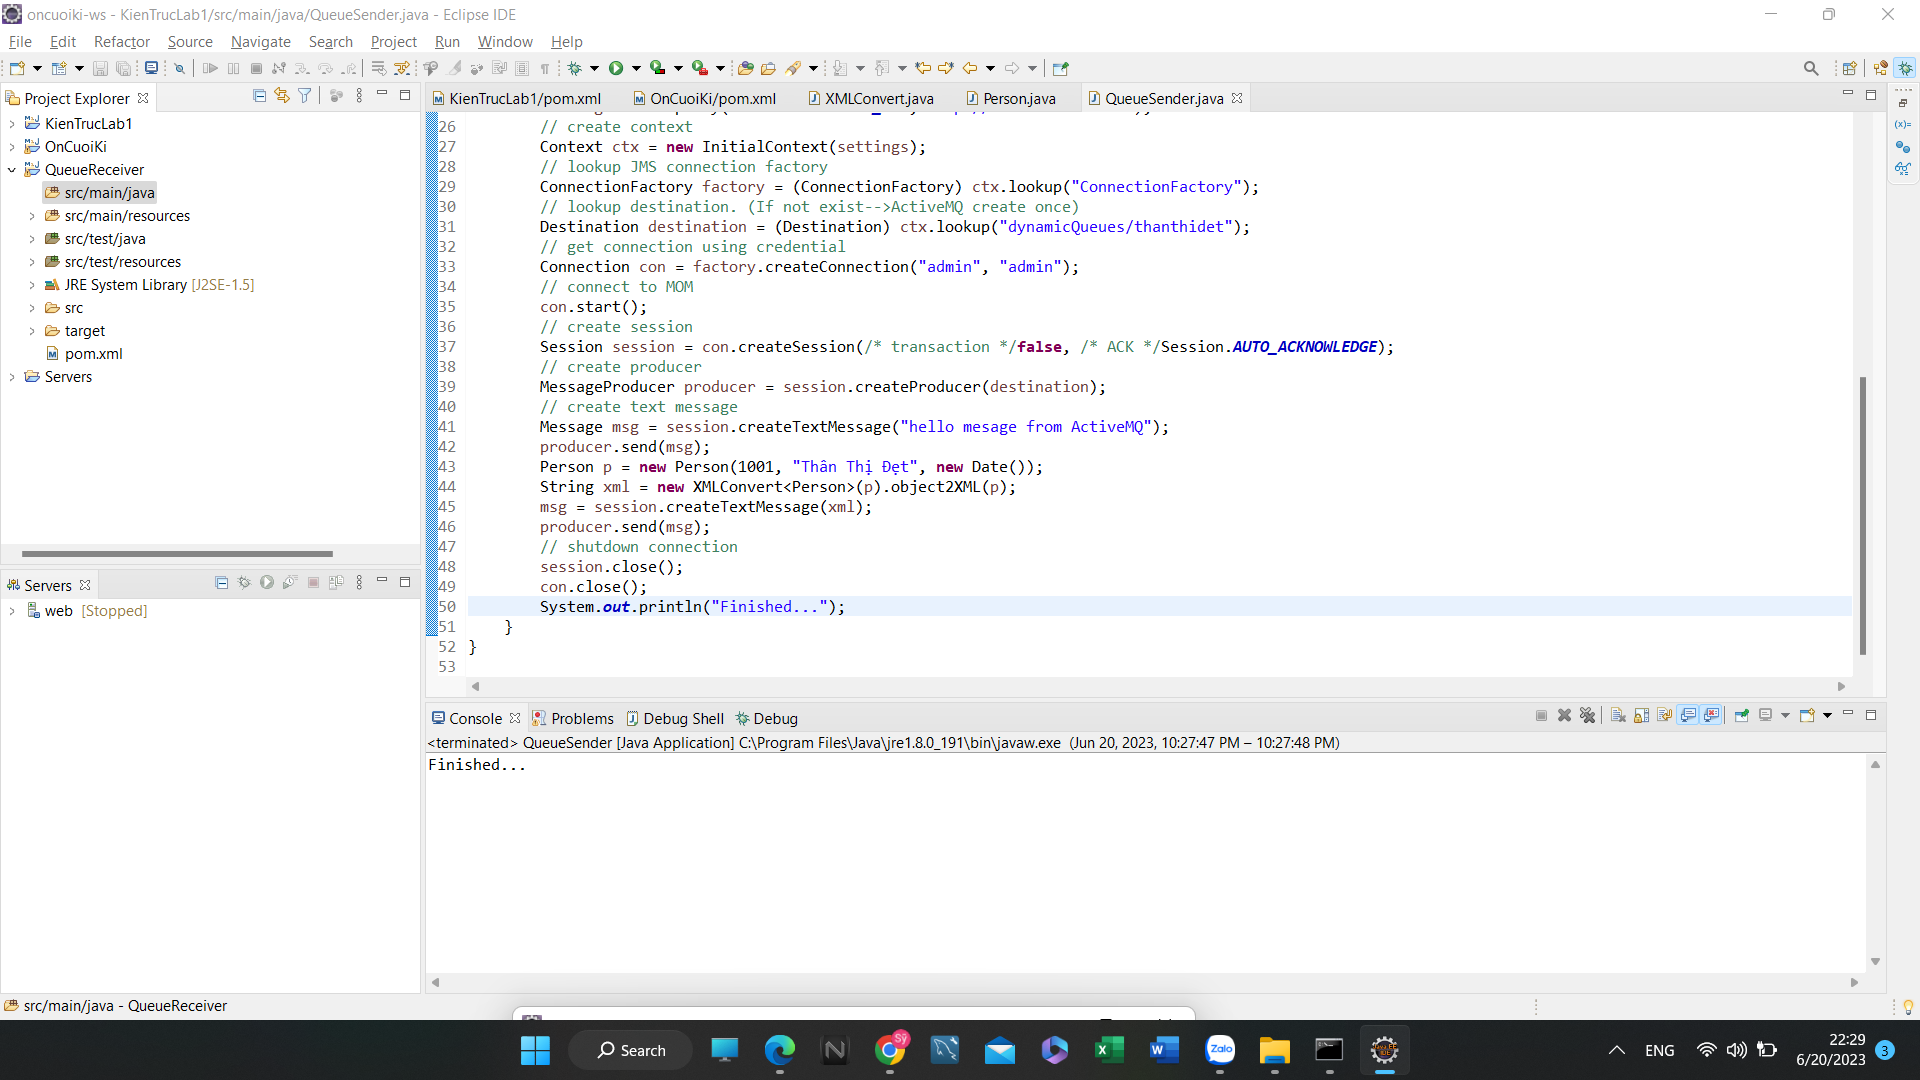 oncuoiki-ws - KienTrucLab1/src/main/java/QueueSender.java - Eclipse IDE
File Edit Refactor Source Navigate Search Project Run Window Help
Project Explorer
KienTrucLab1
OnCuoiKi
QueueReceiver
src/main/java
src/main/resources
src/test/java
src/test/resources
JRE System Library [J2SE-1.5]
src
target
pom.xml
Servers
Servers
web [Stopped]
KienTrucLab1/pom.xml OnCuoiKi/pom.xml XMLConvert.java Person.java QueueSender.java
26 // create context
27 Context ctx = new InitialContext(settings);
28 // lookup JMS connection factory
29 ConnectionFactory factory = (ConnectionFactory) ctx.lookup("ConnectionFactory");
30 // lookup destination. (If not exist-->ActiveMQ create once)
31 Destination destination = (Destination) ctx.lookup("dynamicQueues/thanthidet");
32 // get connection using credential
33 Connection con = factory.createConnection("admin", "admin");
34 // connect to MOM
35 con.start();
36 // create session
37 Session session = con.createSession(/* transaction */false, /* ACK */Session.AUTO_ACKNOWLEDGE);
38 // create producer
39 MessageProducer producer = session.createProducer(destination);
40 // create text message
41 Message msg = session.createTextMessage("hello mesage from ActiveMQ");
42 producer.send(msg);
43 Person p = new Person(1001, "Thân Thị Đẹt", new Date());
44 String xml = new XMLConvert<Person>(p).object2XML(p);
45 msg = session.createTextMessage(xml);
46 producer.send(msg);
47 // shutdown connection
48 session.close();
49 con.close();
50 System.out.println("Finished...");
51 }
52 }
53
Console Problems Debug Shell Debug
<terminated> QueueSender [Java Application] C:\Program Files\Java\jre1.8.0_191\bin\javaw.exe (Jun 20, 2023, 10:27:47 PM – 10:27:48 PM)
Finished...
src/main/java - QueueReceiver
Search
Sỹ
Zalo
ENG
22:29
6/20/2023
3